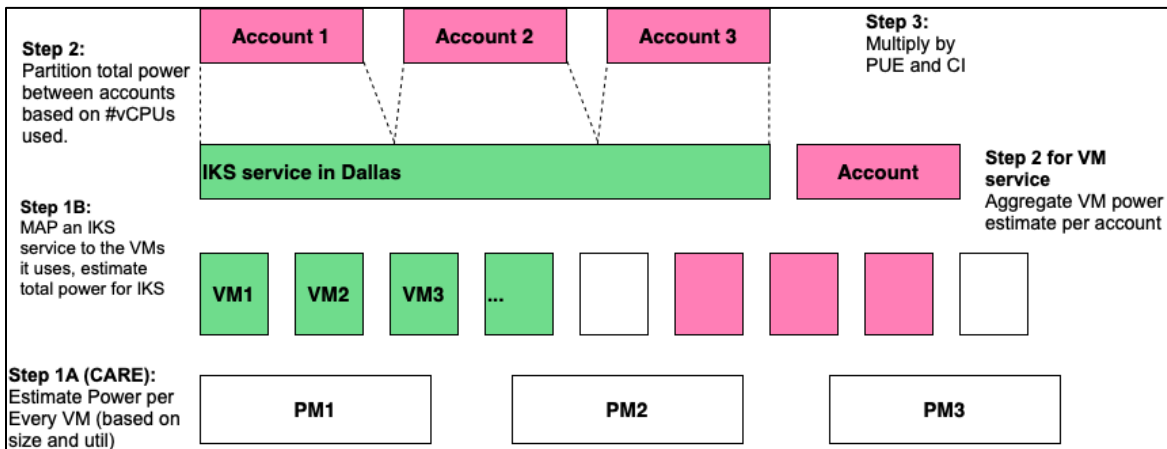 Step 2:
Partition total power
between accounts
based on #vCPUs
used.
Account 1
Account 2
Account 3
Step 3:
Multiply by
PUE and CI
IKS service in Dallas
Account
Step 2 for VM
service
Aggregate VM power
estimate per account
Step 1B:
MAP an IKS
service to the VMs
it uses, estimate
total power for IKS
VM1
VM2
VM3
...
Step 1A (CARE):
Estimate Power per
Every VM (based on
size and util)
PM1
PM2
PM3